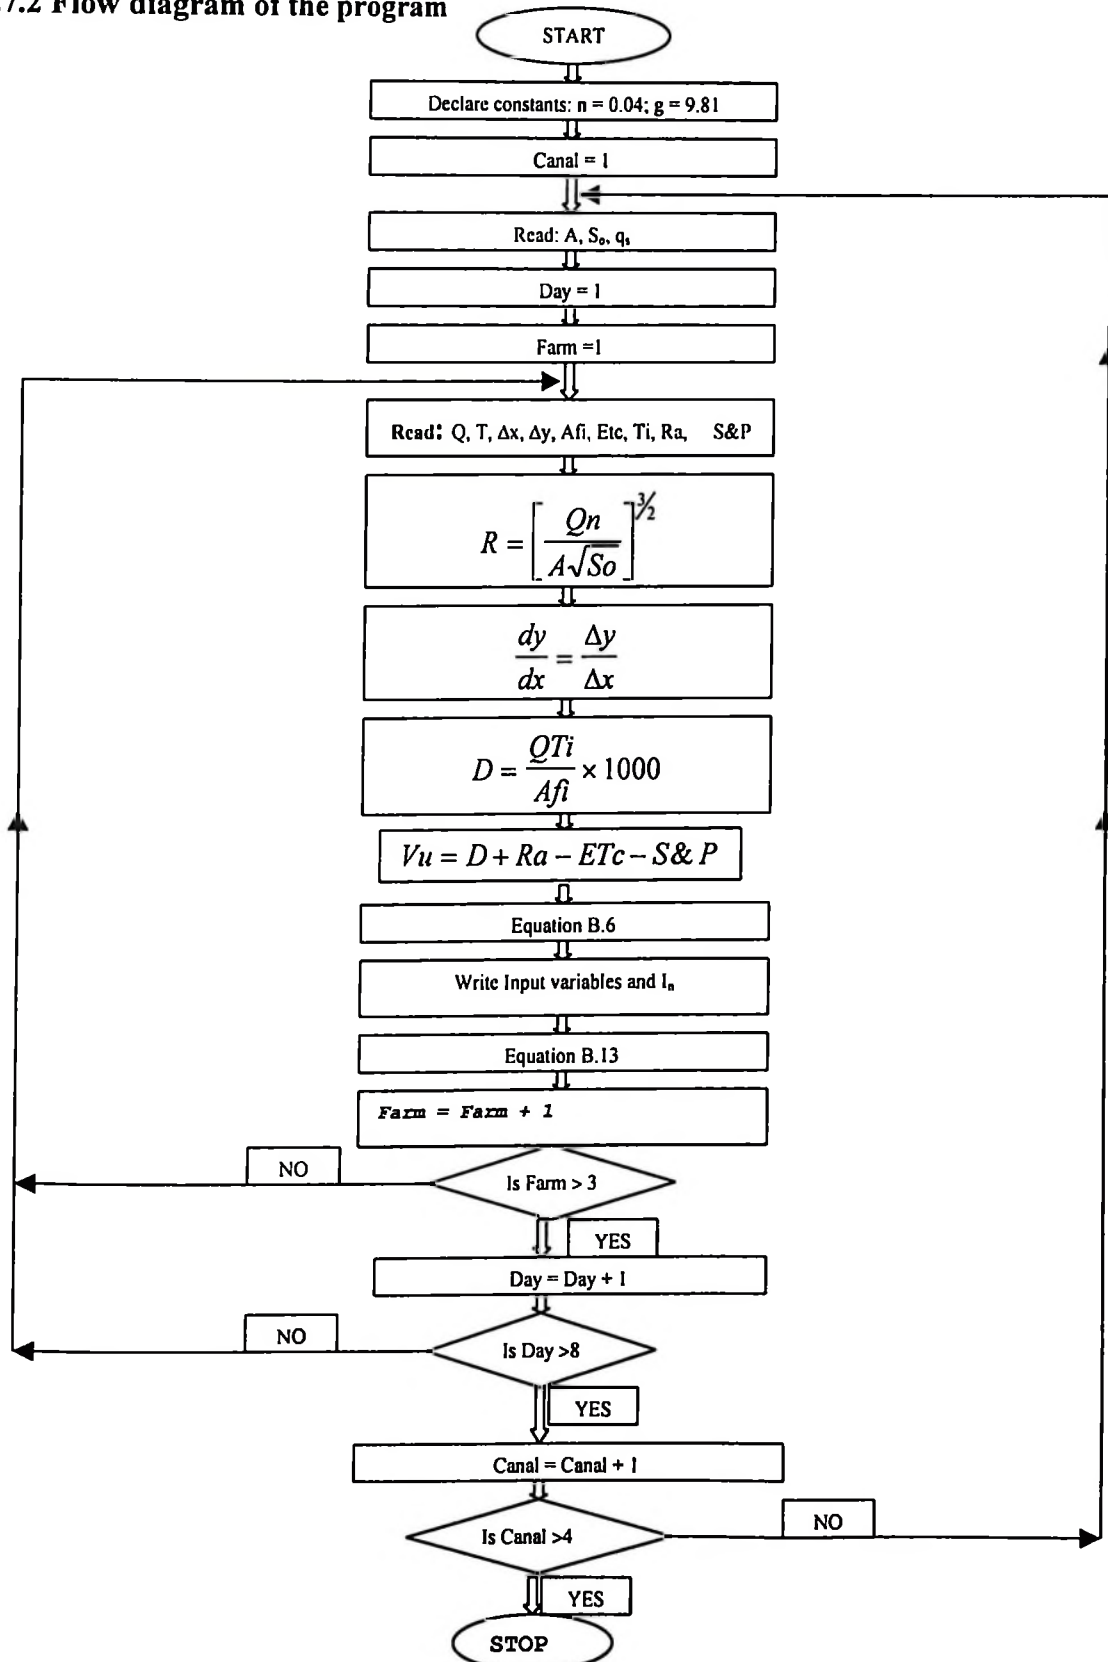 .7.2 Flow diagram of the program
START
Declare constants: n = 0.04; g = 9.81
Canal = 1
Read: A, Sₒ, qₛ
Day = 1
Farm =1
Read: Q, T, Δx, Δy, Afi, Etc, Ti, Ra, S&P
R = [Qn / A√So]^3/2
dy/dx = Δy/Δx
D = QTi/Afi × 1000
Vu = D + Ra − ETc − S& P
Equation B.6
Write Input variables and Iₙ
Equation B.13
Farm = Farm + 1
NO
Is Farm > 3
YES
Day = Day + 1
NO
Is Day >8
YES
Canal = Canal + 1
Is Canal >4
NO
YES
STOP